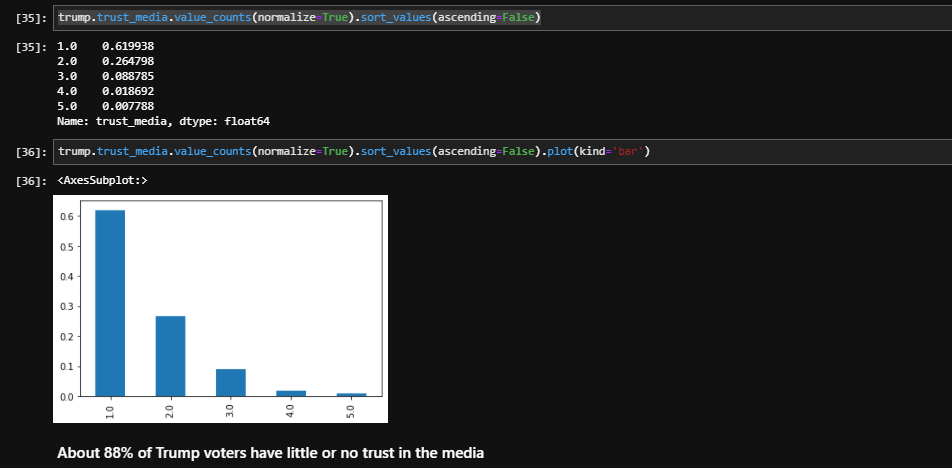 [35]: trump.trust_media.value_counts(normalize=True).sort_values(ascending=False)
[35]: 1.0 0.619938
2.0 0.264798
3.0 0.088785
4.0 0.018692
5.0 0.007788
Name: trust_media, dtype: float64
[36]: trump.trust_media.value_counts(normalize=True).sort_values(ascending=False).plot(kind='bar')
[36]: <AxesSubplot:>
0.6
0.5
0.4
0.3
0.2
0.1
0.0
1.0 2.0 3.0 4.0 5.0
About 88% of Trump voters have little or no trust in the media